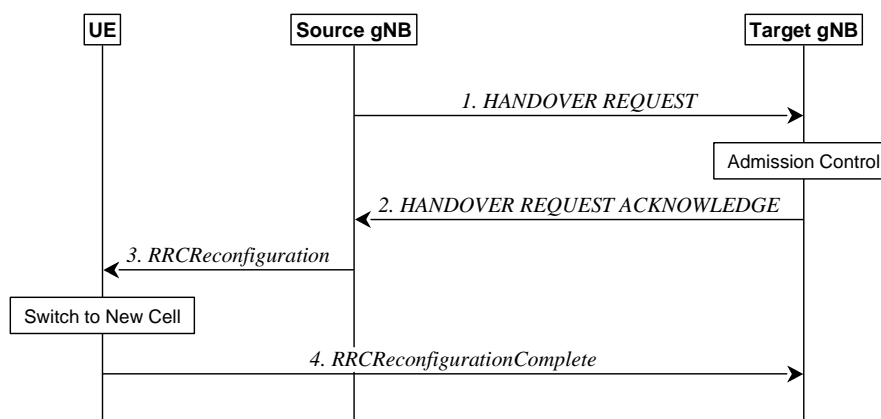 UE
Source gNB
Target gNB
1. HANDOVER REQUEST
Admission Control
2. HANDOVER REQUEST ACKNOWLEDGE
3. RRCReconfiguration
Switch to New Cell
4. RRCReconfigurationComplete